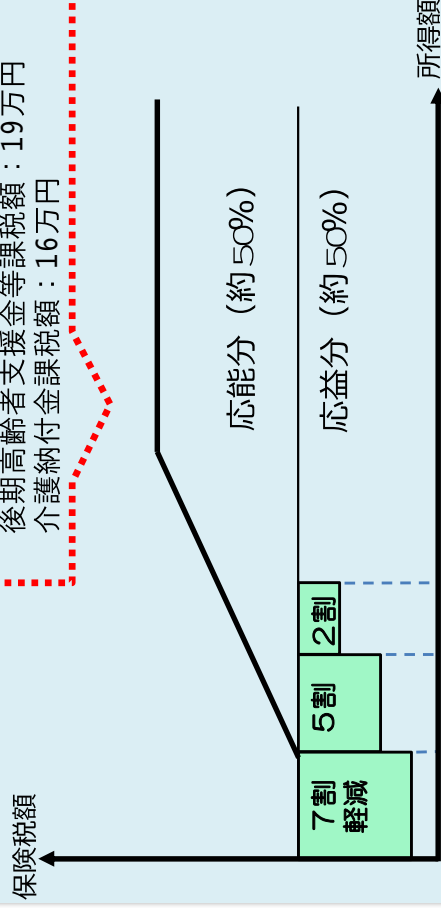 後期高齢者支援金等課税額：19万円
介護納付金課税額：16万円
保険税額
応能分（約50%）
応益分（約50%）
7割
軽減
5割
2割
所得額